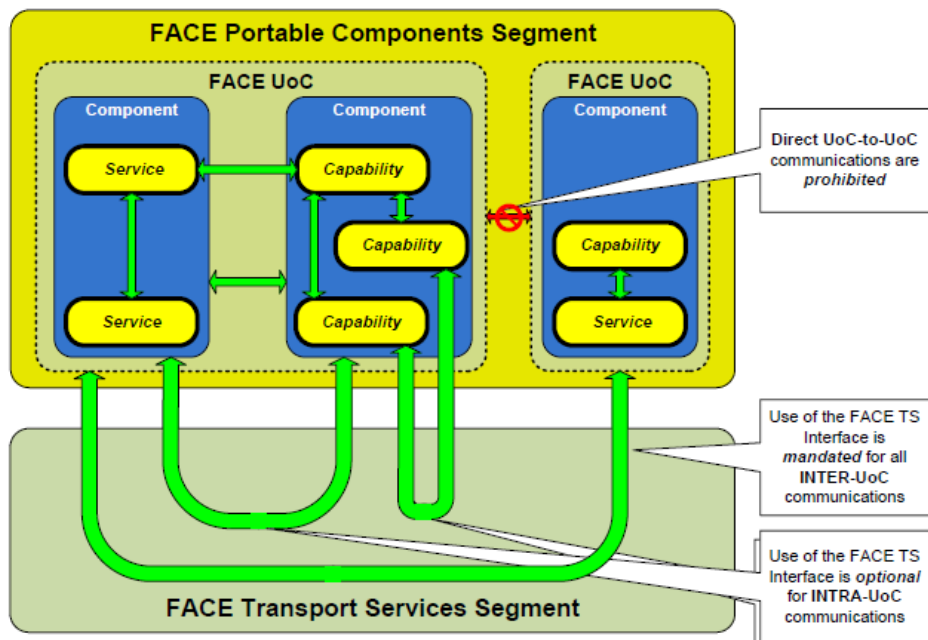 FACE Portable Components Segment
FACE UoC
FACE UoC
Component
Component
Component
Service
Capability
Capability
Service
Capability
Capability
Service
Direct UoC-to-UoC
communications are
prohibited
Use of the FACE TS
Interface is
mandated for all
INTER-UoC
communications
Use of the FACE TS
Interface is optional
for INTRA-UoC
communications
FACE Transport Services Segment